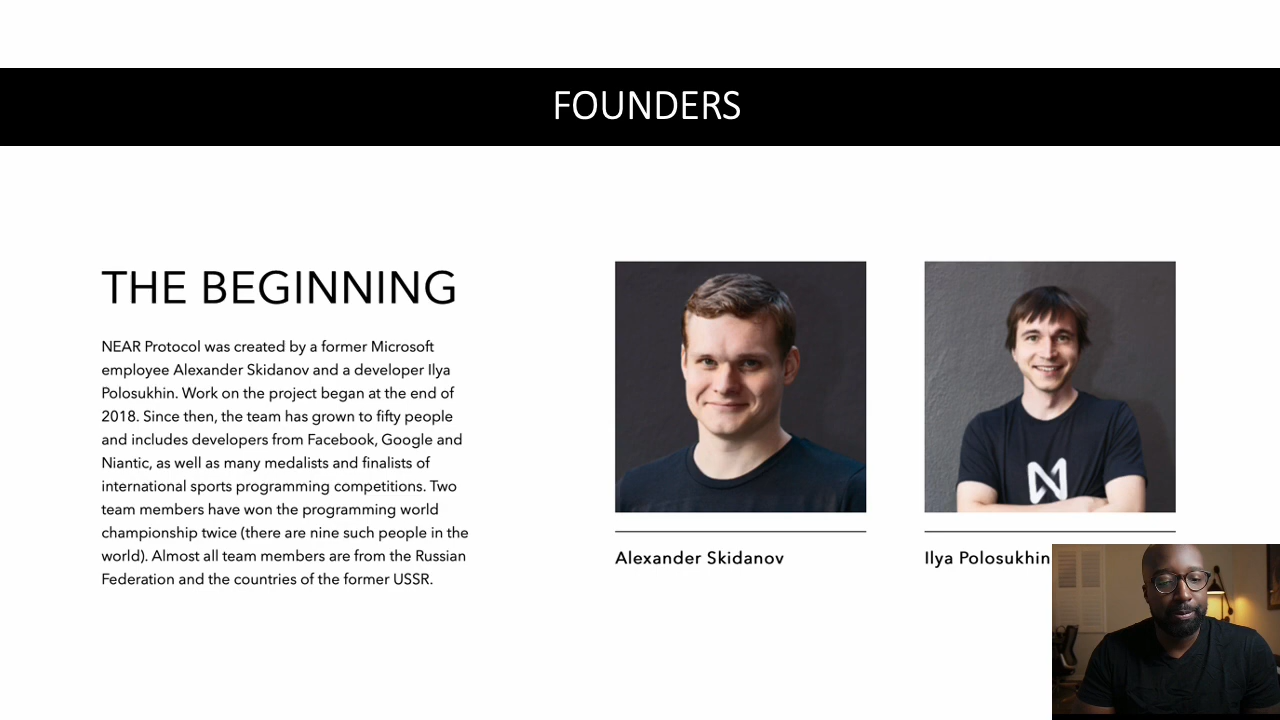 FOUNDERS
THE BEGINNING
NEAR Protocol was created by a former Microsoft
employee Alexander Skidanov and a developer Ilya
Polosukhin. Work on the project began at the end of
2018. Since then, the team has grown to fifty people
and includes developers from Facebook, Google and
Niantic, as well as many medalists and finalists of
international sports programming competitions. Two
team members have won the programming world
championship twice (there are nine such people in the
world). Almost all team members are from the Russian
Federation and the countries of the former USSR.
Alexander Skidanov
Ilya Polosukhin